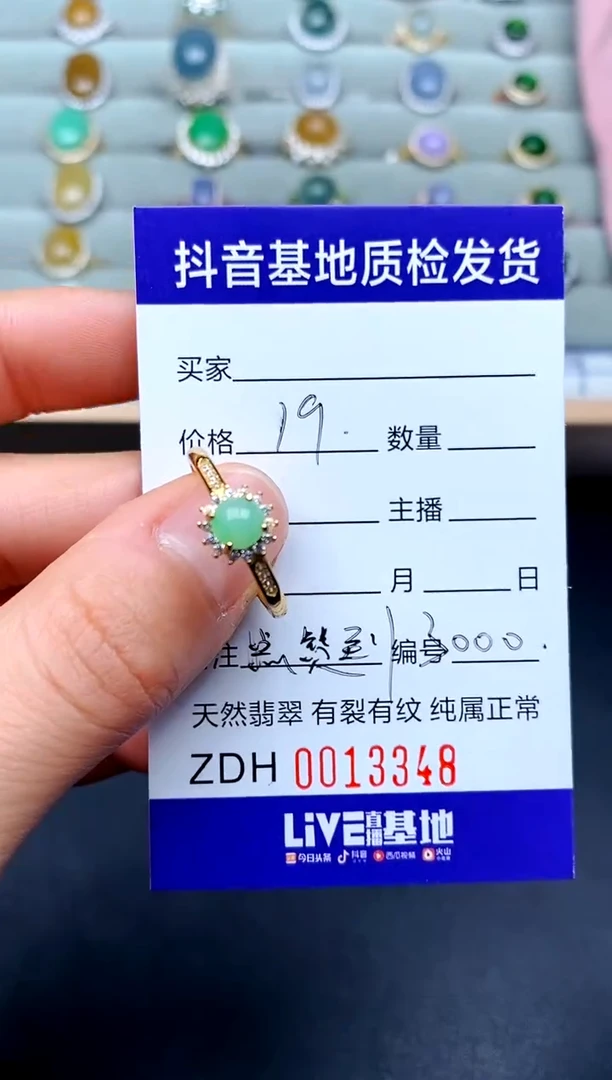 抖音基地质检发货
买家
价格 19. 数量
主播
月 日
注 编号 3000.
天然翡翠 有裂有纹 纯属正常
ZDH 0013348
LiVE直播基地
今日头条 抖音 西瓜视频 火山